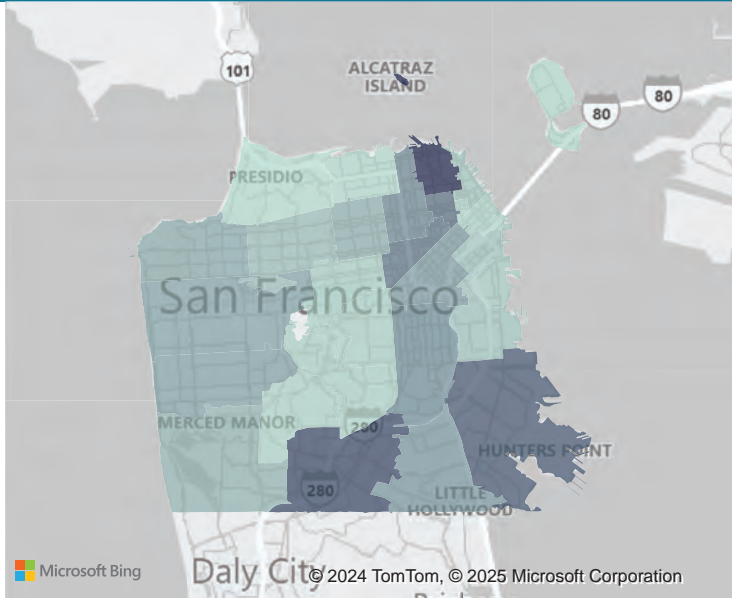 101
ALCATRAZ
ISLAND
80
80
PRESIDIO
San Francisco
MERCED MANOR
280
HUNTERS POINT
280
LITTLE
HOLLYWOOD
Microsoft Bing
Daly City
© 2024 TomTom, © 2025 Microsoft Corporation